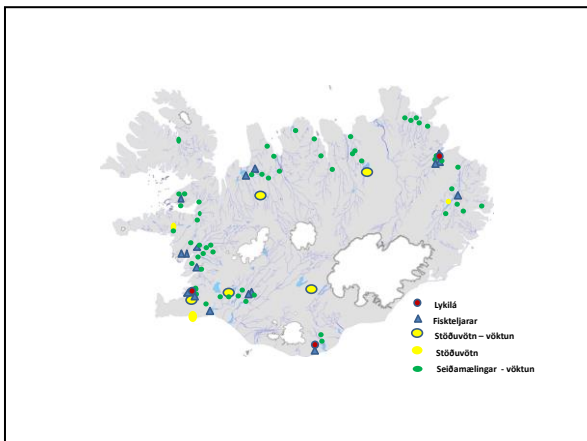 Lykilá
Fiskteljarar
Stöðuvötn – vöktun
Stöðuvötn
Seiðamælingar - vöktun